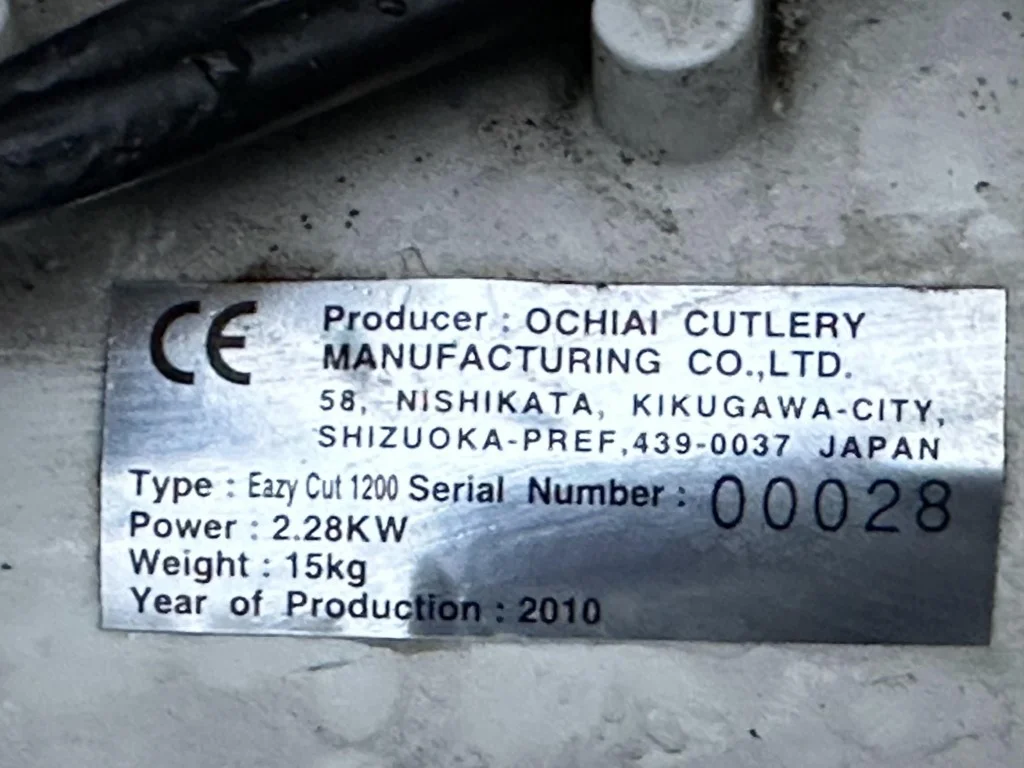 CE
Producer : OCHIAI CUTLERY
MANUFACTURING CO.,LTD.
58, NISHIKATA, KIKUGAWA-CITY,
SHIZUOKA-PREF,439-0037 JAPAN
Type : Eazy Cut 1200 Serial Number : 00028
Power : 2.28KW
Weight : 15kg
Year of Production : 2010